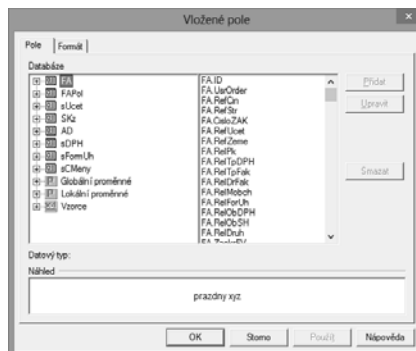 Vložené pole
Pole Formát
Databáze
FA
FAPol
sUcet
SKz
AD
sDPH
sFormUh
sCMeny
Globální proměnné
Lokální proměnné
Vzorce
FA.ID
FA.UsrOrder
FA.RefCin
FA.RefStr
FA.CisloZAK
FA.RefUcet
FA.RefZeme
FA.RelPk
FA.RelTpDPH
FA.RelTpFak
FA.RelDrFak
FA.RefMobch
FA.RelForUh
FA.RelObDPH
FA.RelObSH
FA.RelDruh
Přidat
Upravit
Smazat
Datový typ:
Náhled
prazdny xyz
OK Storno Použít Nápověda